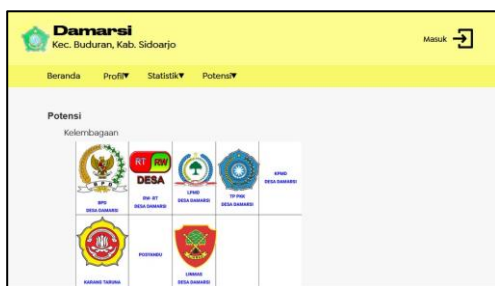 Damarsi
Kec. Buduran, Kab. Sidoarjo
Masuk
Beranda Profil▼ Statistik▼ Potensi▼
Potensi
Kelembagaan
BPD
RT RW
DESA
BPD
DESA DAMARSI
RW- RT
DESA DAMARSI
LPMD
DESA DAMARSI
TP PKK
DESA DAMARSI
KPMD
DESA DAMARSI
KARANG TARUNA
POSYANDU
LINMAS
DESA DAMARSI